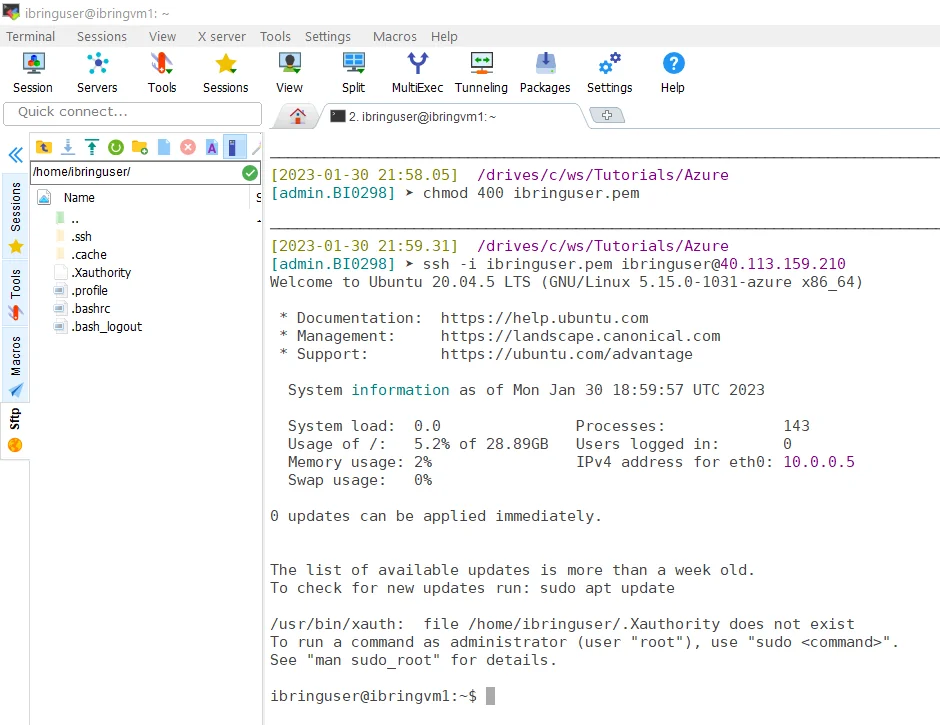 ibringuser@ibringvm1: ~
Terminal Sessions View X server Tools Settings Macros Help
Session Servers Tools Sessions View Split MultiExec Tunneling Packages Settings Help
Quick connect...
2. ibringuser@ibringvm1: ~
/home/ibringuser/
Name
..
.ssh
.cache
.Xauthority
.profile
.bashrc
.bash_logout
Sessions
Tools
Macros
Sftp
[2023-01-30 21:58.05]  /drives/c/ws/Tutorials/Azure
[admin.BI0298] ➤ chmod 400 ibringuser.pem
[2023-01-30 21:59.31]  /drives/c/ws/Tutorials/Azure
[admin.BI0298] ➤ ssh -i ibringuser.pem ibringuser@40.113.159.210
Welcome to Ubuntu 20.04.5 LTS (GNU/Linux 5.15.0-1031-azure x86_64)
* Documentation:  https://help.ubuntu.com
* Management:     https://landscape.canonical.com
* Support:        https://ubuntu.com/advantage
System information as of Mon Jan 30 18:59:57 UTC 2023
System load:  0.0               Processes:             143
Usage of /:   5.2% of 28.89GB   Users logged in:       0
Memory usage: 2%                IPv4 address for eth0: 10.0.0.5
Swap usage:   0%
0 updates can be applied immediately.
The list of available updates is more than a week old.
To check for new updates run: sudo apt update
/usr/bin/xauth:  file /home/ibringuser/.Xauthority does not exist
To run a command as administrator (user "root"), use "sudo <command>".
See "man sudo_root" for details.
ibringuser@ibringvm1:~$